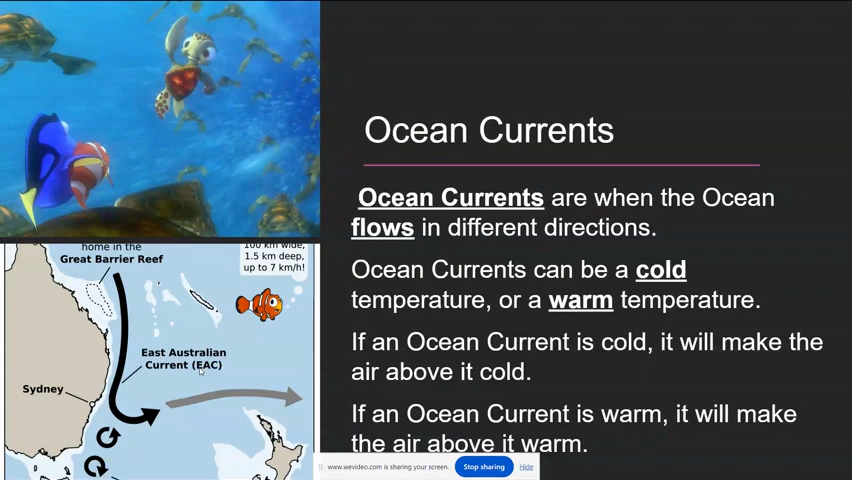 Ocean Currents
Ocean Currents are when the Ocean
flows in different directions.
Ocean Currents can be a cold
temperature, or a warm temperature.
If an Ocean Current is cold, it will make the
air above it cold.
If an Ocean Current is warm, it will make
the air above it warm.
home in the
Great Barrier Reef
100 km wide,
1.5 km deep,
up to 7 km/h!
East Australian
Current (EAC)
Sydney
www.wevideo.com is sharing your screen.
Stop sharing
Hide